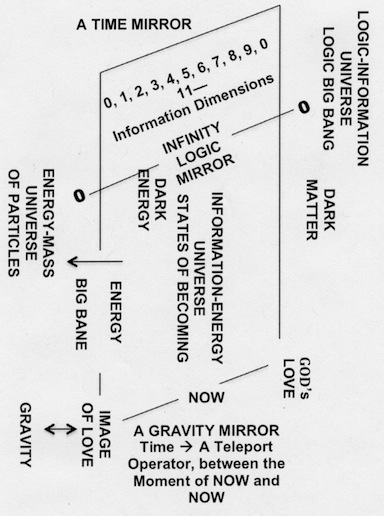 A TIME MIRROR
0, 1, 2, 3, 4, 5, 6, 7, 8, 9, 0
11—
Information Dimensions
INFINITY
LOGIC
MIRROR
0
0
LOGIC-INFORMATION
UNIVERSE
LOGIC BIG BANG
DARK
MATTER
DARK
ENERGY
INFORMATION-ENERGY
UNIVERSE
STATES OF BECOMING
ENERGY-MASS
UNIVERSE
OF PARTICLES
ENERGY
BIG BANE
GOD's
LOVE
NOW
IMAGE
OF LOVE
GRAVITY
A GRAVITY MIRROR
Time → A Teleport
Operator, between the
Moment of NOW and
NOW